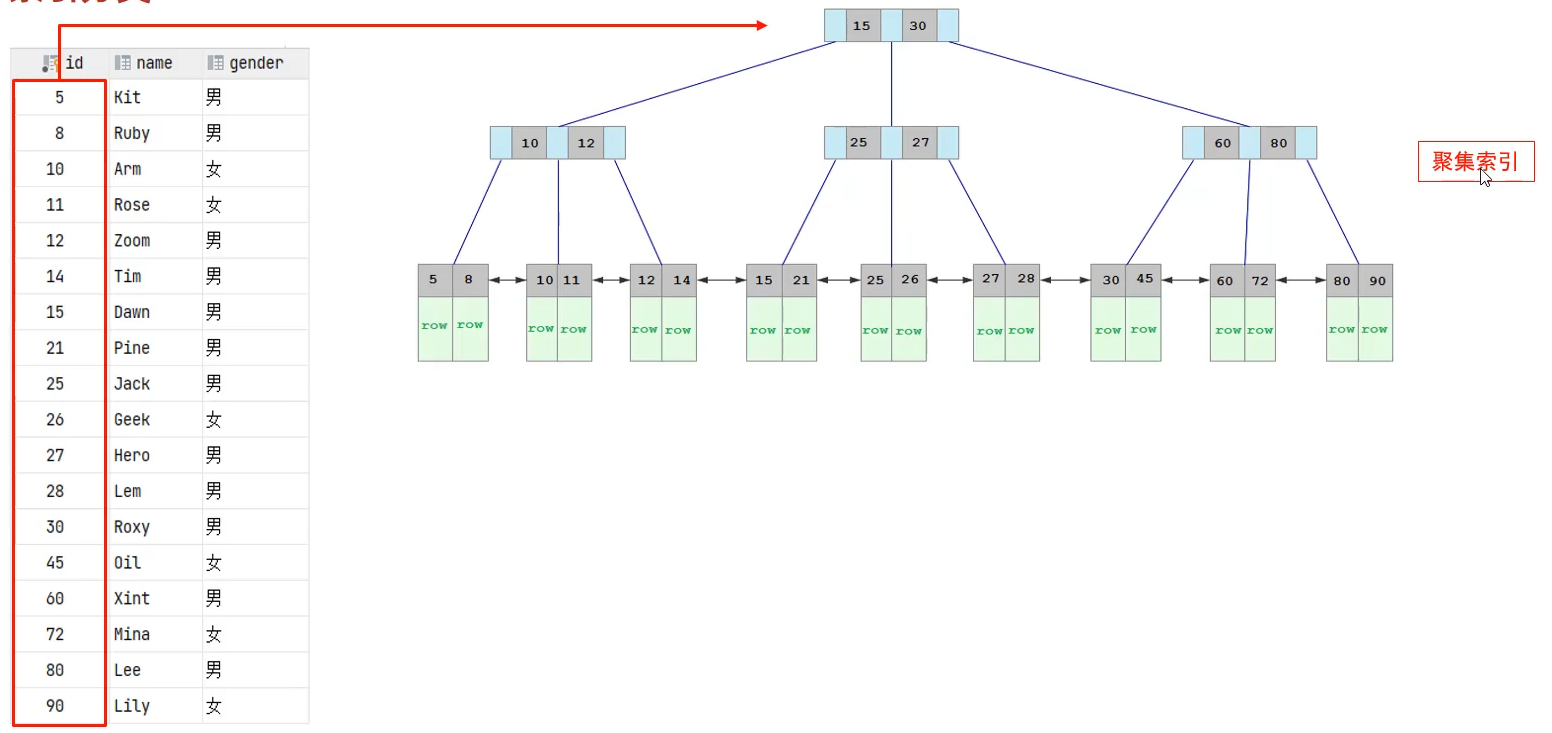 15 30
id name gender
5 Kit 男
8 Ruby 男
10 Arm 女
11 Rose 女
12 Zoom 男
14 Tim 男
15 Dawn 男
21 Pine 男
25 Jack 男
26 Geek 女
27 Hero 男
28 Lem 男
30 Roxy 男
45 Oil 女
60 Xint 男
72 Mina 女
80 Lee 男
90 Lily 女
10 12 25 27 60 80
聚集索引
5 8 10 11 12 14 15 21 25 26 27 28 30 45 60 72 80 90
row row row row row row row row row row row row row row row row row row